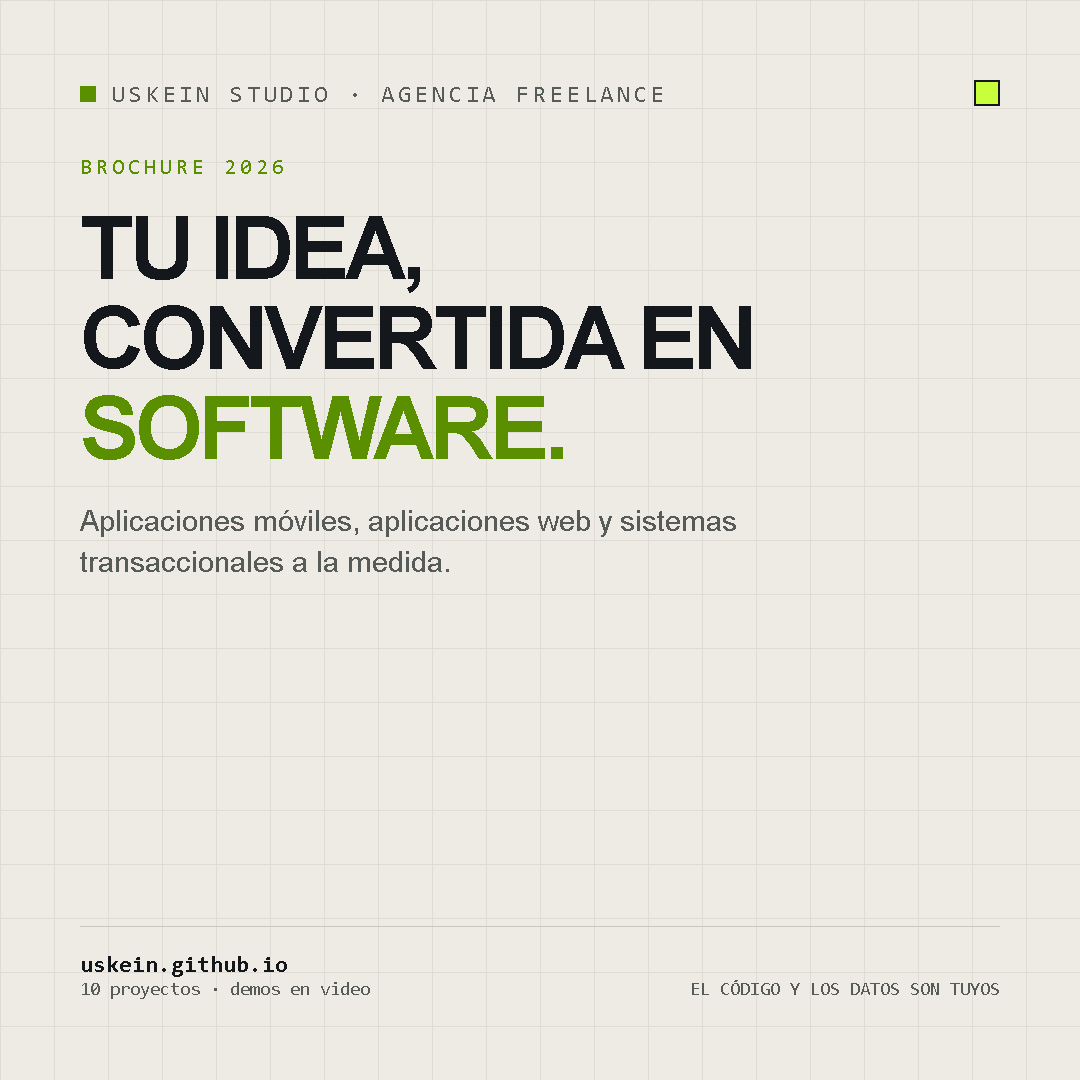 USKEIN STUDIO · AGENCIA FREELANCE
BROCHURE 2026
TU IDEA,
CONVERTIDA EN
SOFTWARE.
Aplicaciones móviles, aplicaciones web y sistemas
transaccionales a la medida.
uskein.github.io
10 proyectos · demos en video
EL CÓDIGO Y LOS DATOS SON TUYOS